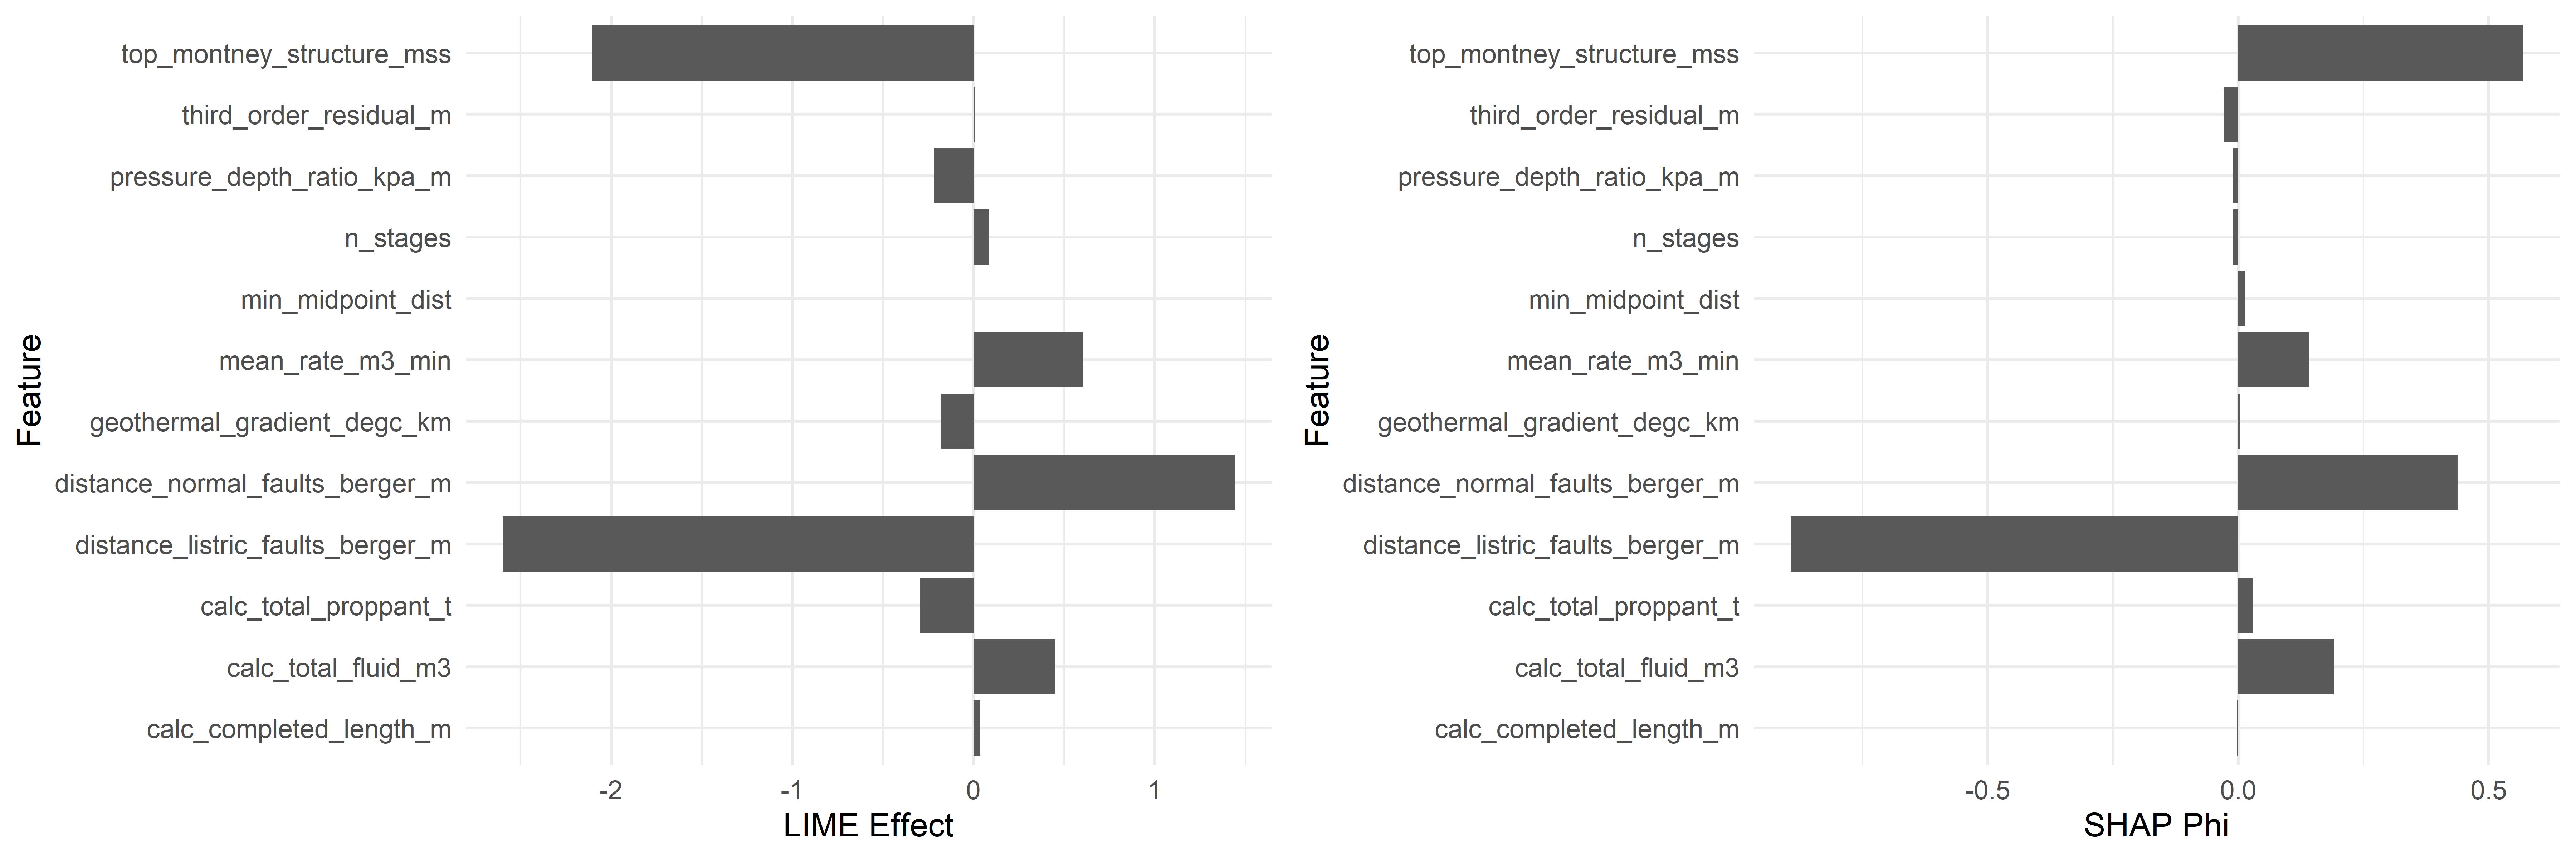 Feature
top_montney_structure_mss
third_order_residual_m
pressure_depth_ratio_kpa_m
n_stages
min_midpoint_dist
mean_rate_m3_min
geothermal_gradient_degc_km
distance_normal_faults_berger_m
distance_listric_faults_berger_m
calc_total_proppant_t
calc_total_fluid_m3
calc_completed_length_m
-2 -1 0 1
LIME Effect
Feature
top_montney_structure_mss
third_order_residual_m
pressure_depth_ratio_kpa_m
n_stages
min_midpoint_dist
mean_rate_m3_min
geothermal_gradient_degc_km
distance_normal_faults_berger_m
distance_listric_faults_berger_m
calc_total_proppant_t
calc_total_fluid_m3
calc_completed_length_m
-0.5 0.0 0.5
SHAP Phi